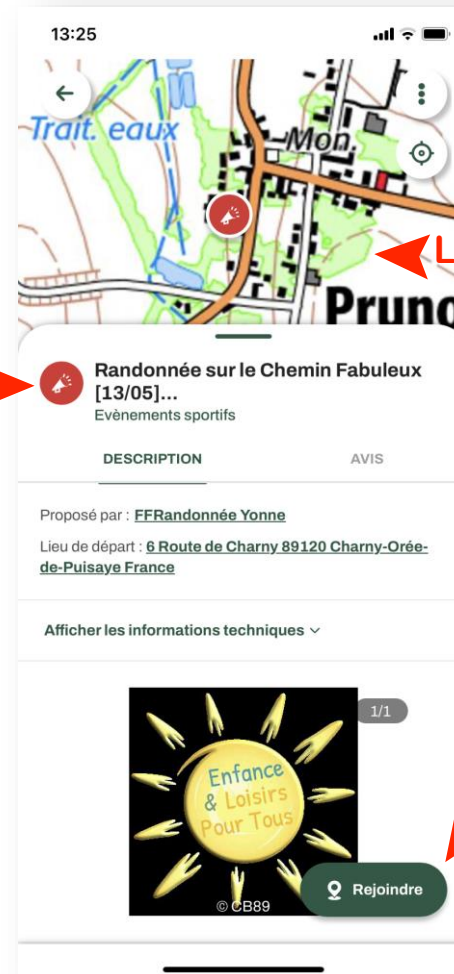 13:25
Trait. eaux
Mon.
Pruno
Randonnée sur le Chemin Fabuleux
[13/05]...
Evènements sportifs
DESCRIPTION
AVIS
Proposé par : FFRandonnée Yonne
Lieu de départ : 6 Route de Charny 89120 Charny-Orée-
de-Puisaye France
Afficher les informations techniques
1/1
Enfance
& Loisirs
Pour Tous
© CB89
Rejoindre